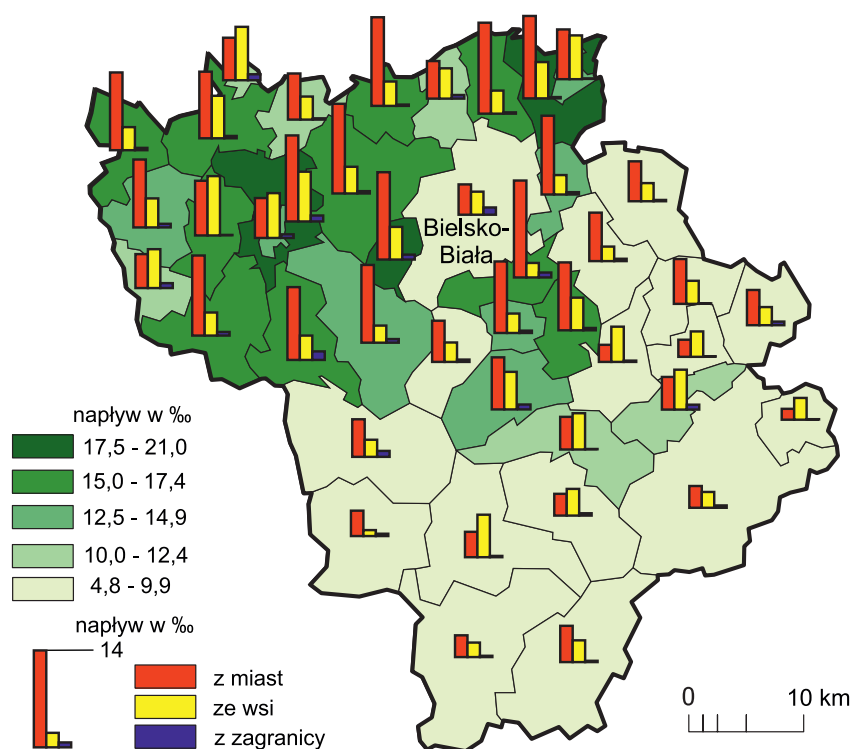 Bielsko-
Biała
napływ w ‰
17,5 - 21,0
15,0 - 17,4
12,5 - 14,9
10,0 - 12,4
4,8 - 9,9
napływ w ‰
14
z miast
ze wsi
z zagranicy
0 10 km